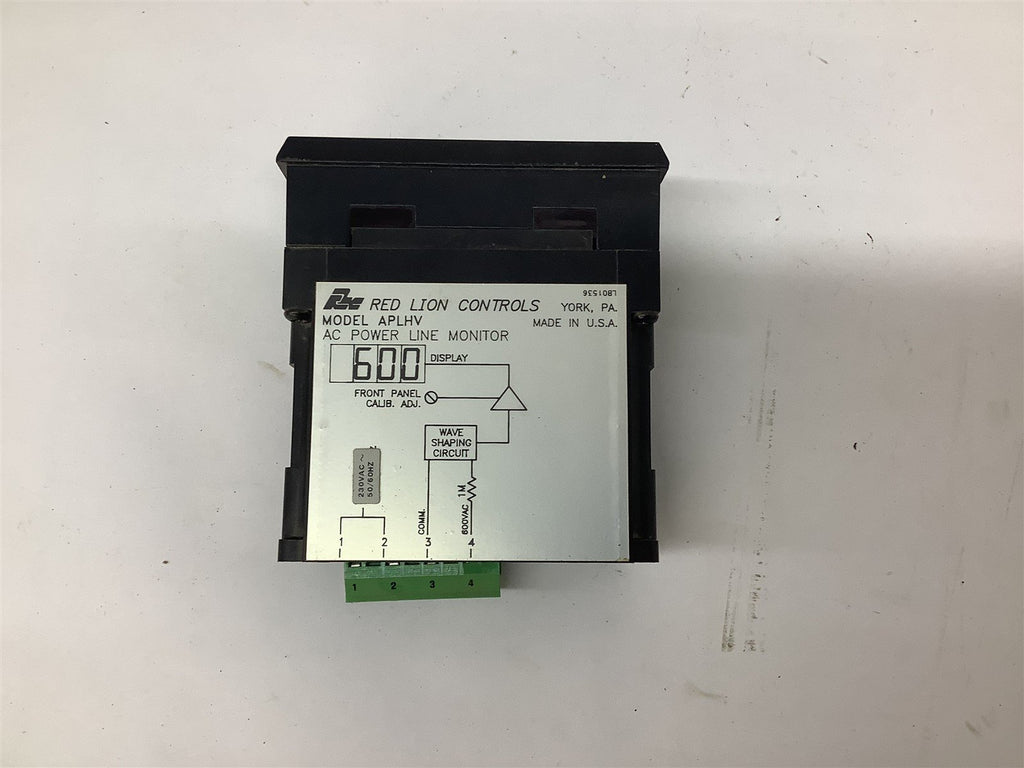 RLC RED LION CONTROLS YORK, PA.
MODEL APLHV MADE IN U.S.A.
LB01536
AC POWER LINE MONITOR
600 DISPLAY
FRONT PANEL
CALIB. ADJ.
WAVE
SHAPING
CIRCUIT
230VAC ~
50/60HZ
COMM.
600VAC 1M
1 2 3 4
1 2 3 4